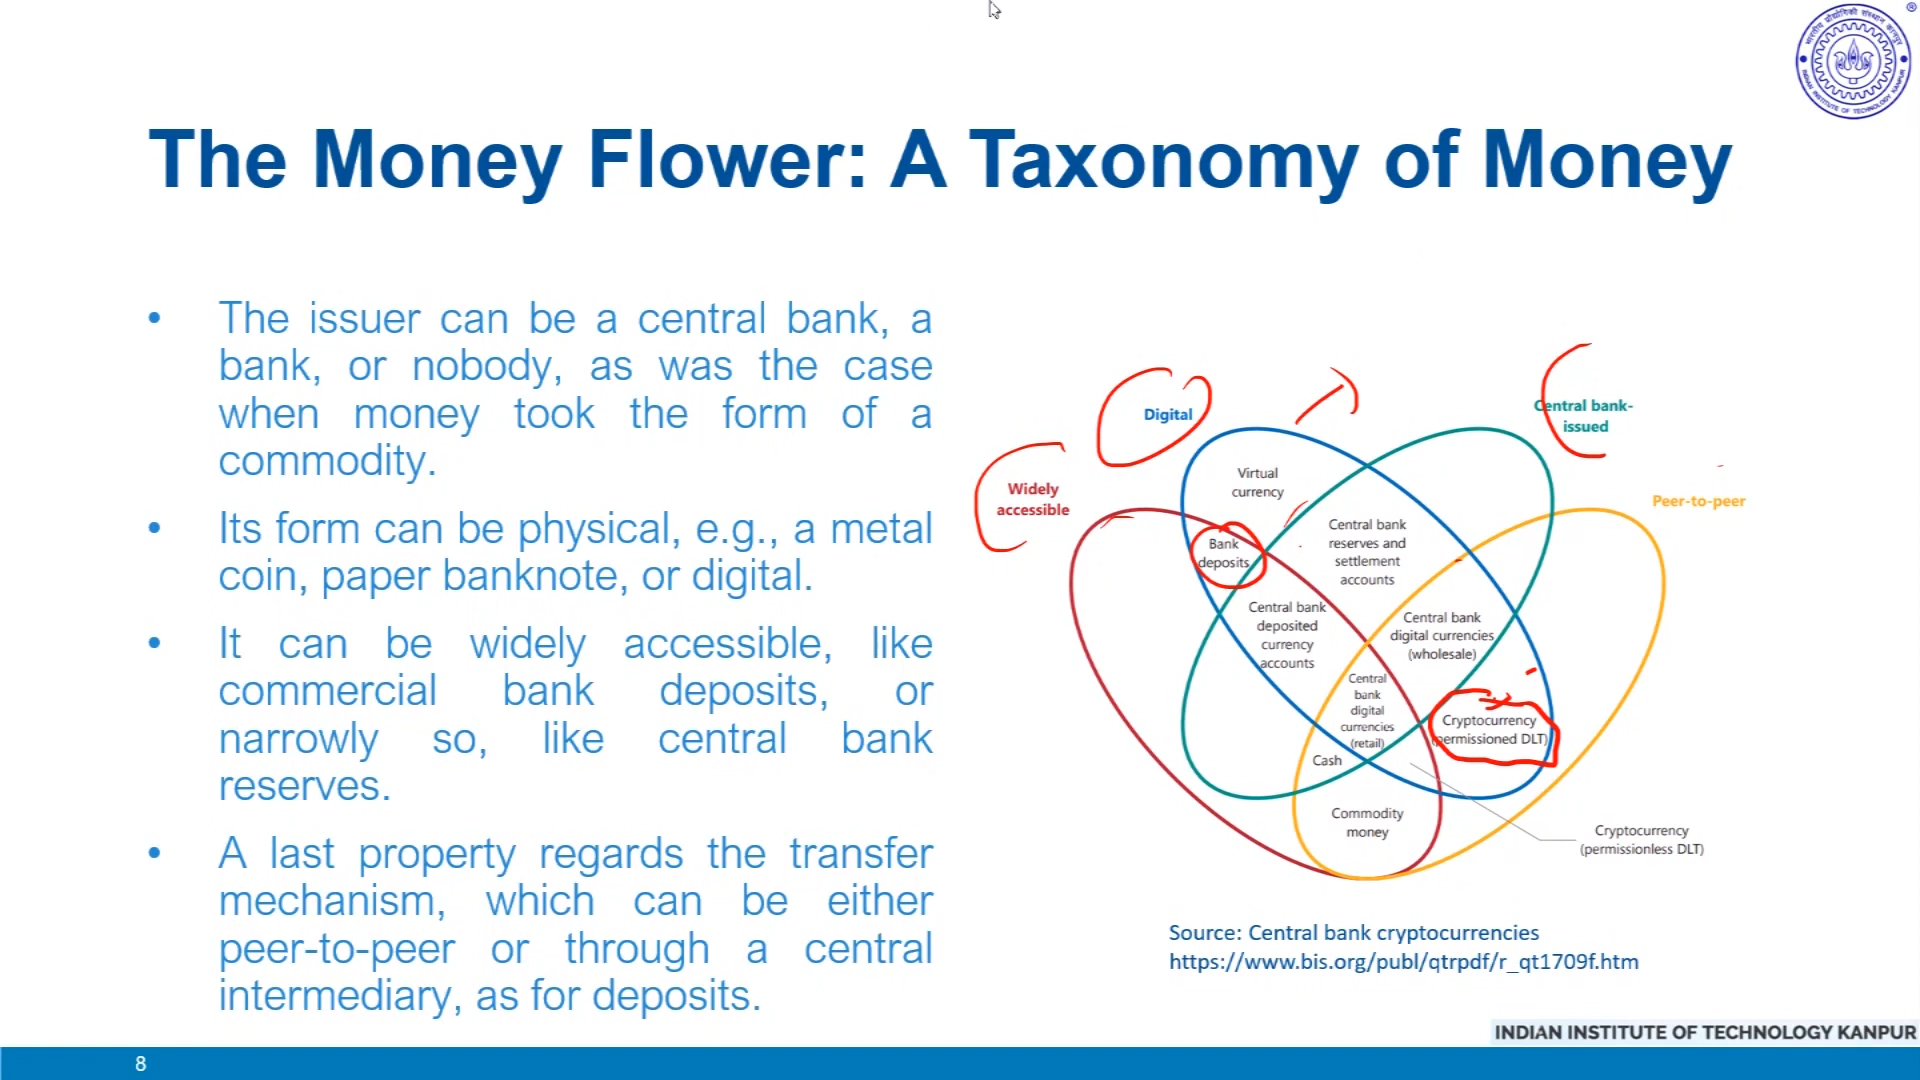 The Money Flower: A Taxonomy of Money
• The issuer can be a central bank, a
bank, or nobody, as was the case
when money took the form of a
commodity.
• Its form can be physical, e.g., a metal
coin, paper banknote, or digital.
• It can be widely accessible, like
commercial bank deposits, or
narrowly so, like central bank
reserves.
• A last property regards the transfer
mechanism, which can be either
peer-to-peer or through a central
intermediary, as for deposits.
Digital
Central bank-
issued
Widely
accessible
Peer-to-peer
Virtual
currency
Bank
deposits
Central bank
reserves and
settlement
accounts
Central bank
deposited
currency
accounts
Central bank
digital currencies
(wholesale)
Central
bank
digital
currencies
(retail)
Cryptocurrency
(permissioned DLT)
Cash
Commodity
money
Cryptocurrency
(permissionless DLT)
Source: Central bank cryptocurrencies
https://www.bis.org/publ/qtrpdf/r_qt1709f.htm
INDIAN INSTITUTE OF TECHNOLOGY KANPUR
8
भारतीय प्रौद्योगिकी संस्थान कानपुर
INDIAN INSTITUTE OF TECHNOLOGY KANPUR
®